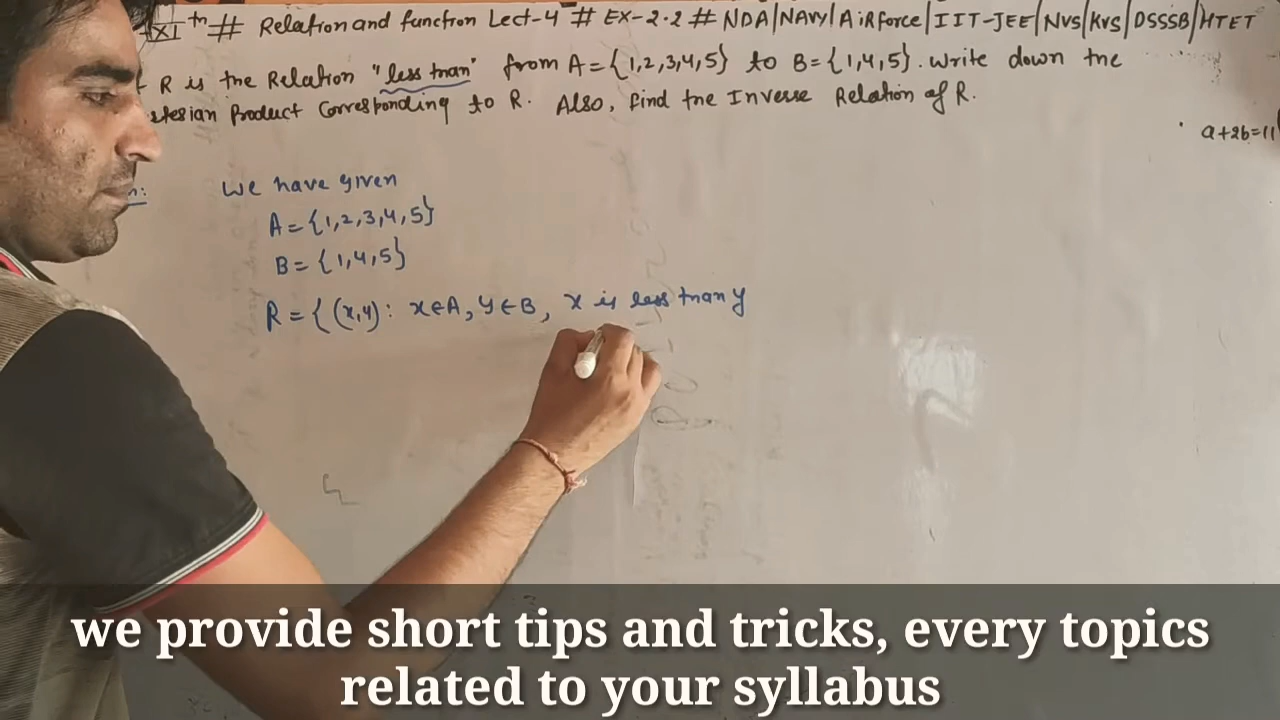 XIth # Relation and function Lect-4 # Ex-2.2 # NDA/NAVY/AiRforce/IIT-JEE/NVS/KVS/DSSSB/HTET
f R is the Relation "less than" from A={1,2,3,4,5} to B={1,4,5}. Write down the
tesian Product Corresponding to R. Also, find the Inverse Relation of R.
a+2b=11
n:
We have given
A={1,2,3,4,5}
B={1,4,5}
R={(x,y): x∈A, y∈B, x is less than y
we provide short tips and tricks, every topics
related to your syllabus